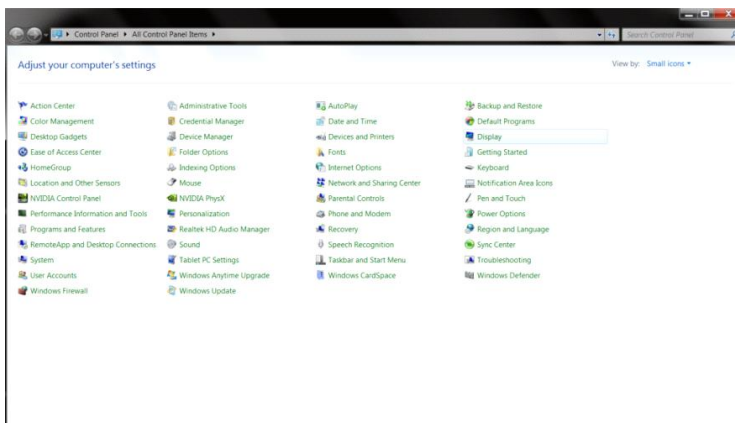 Control Panel ▸ All Control Panel Items ▸
Search Control Panel
Adjust your computer's settings
View by: Small icons
Action Center
Administrative Tools
AutoPlay
Backup and Restore
Color Management
Credential Manager
Date and Time
Default Programs
Desktop Gadgets
Device Manager
Devices and Printers
Display
Ease of Access Center
Folder Options
Fonts
Getting Started
HomeGroup
Indexing Options
Internet Options
Keyboard
Location and Other Sensors
Mouse
Network and Sharing Center
Notification Area Icons
NVIDIA Control Panel
NVIDIA PhysX
Parental Controls
Pen and Touch
Performance Information and Tools
Personalization
Phone and Modem
Power Options
Programs and Features
Realtek HD Audio Manager
Recovery
Region and Language
RemoteApp and Desktop Connections
Sound
Speech Recognition
Sync Center
System
Tablet PC Settings
Taskbar and Start Menu
Troubleshooting
User Accounts
Windows Anytime Upgrade
Windows CardSpace
Windows Defender
Windows Firewall
Windows Update